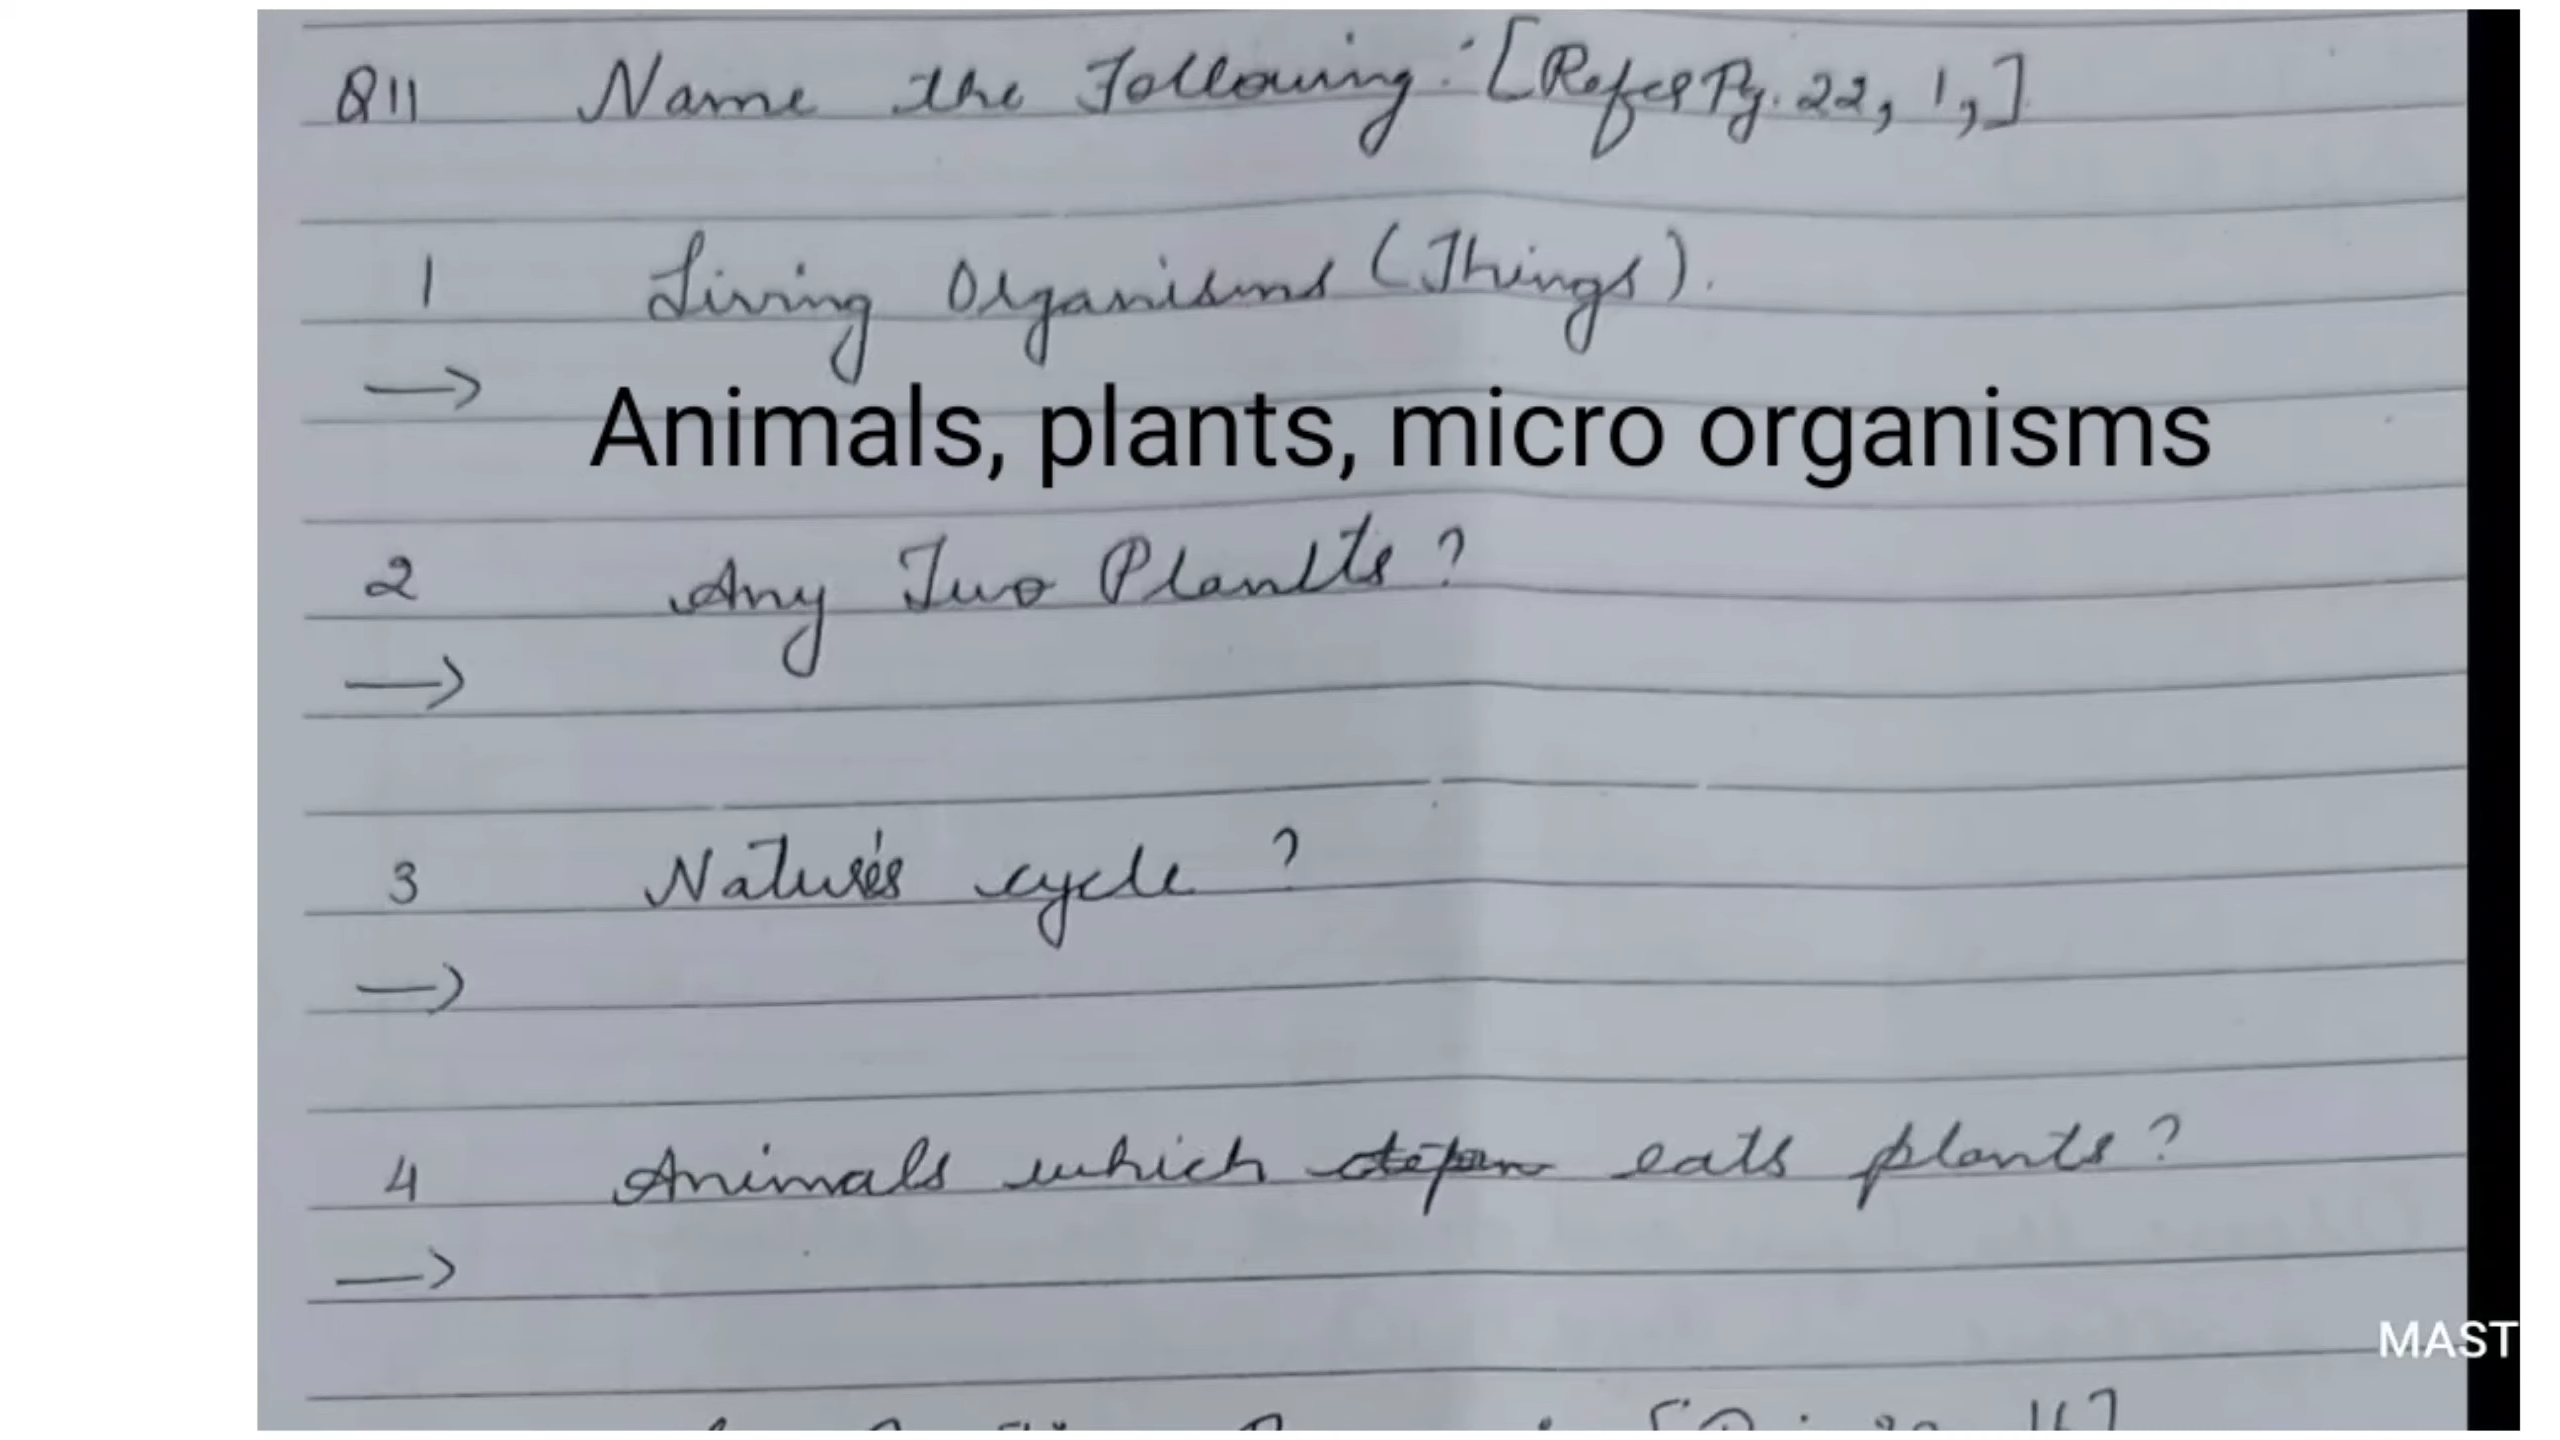 Q11 Name the Following: [Refer Pg. 22, 1,]
1 Living Organisms (Things).
→ Animals, plants, micro organisms
2 Any Two Planlts?
→
3 Nature's cycle?
→
4 Animals which eats plants?
→
MAST